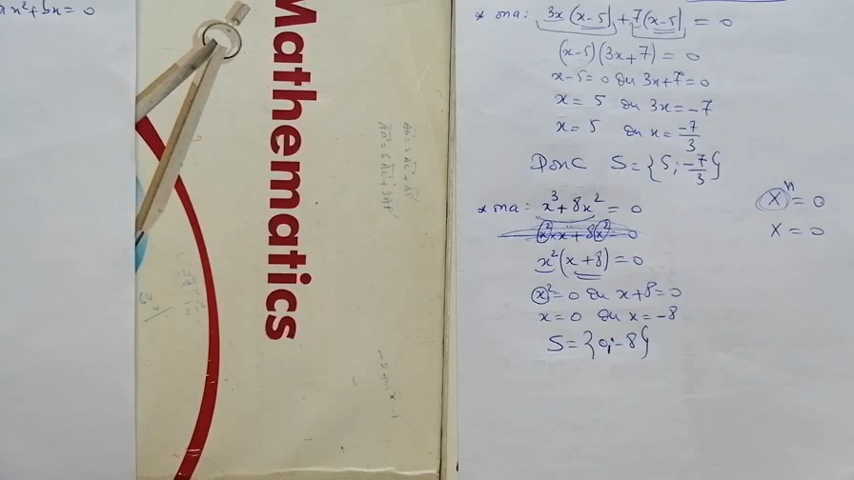 ax²+bx=0
Mathematics
* ona: 3x(x-5)+7(x-5)=0
(x-5)(3x+7)=0
x-5=0 ou 3x+7=0
x=5 ou 3x=-7
x=5 ou x=-7/3
Donc S={5;-7/3}
* ona: x³+8x²=0
x²(x+8)=0
x²=0 ou x+8=0
x=0 ou x=-8
S={0;-8}
xⁿ=0
x=0